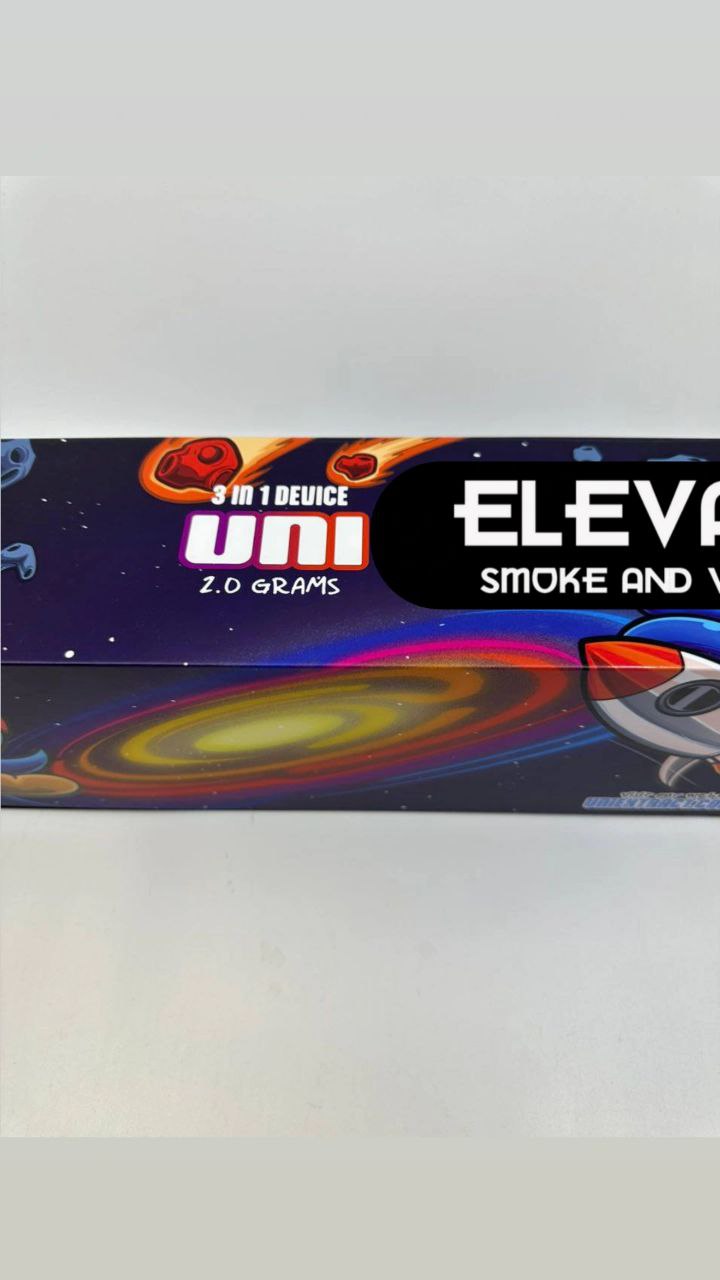 3 IN 1 DEVICE
UNI
2.0 GRAMS
ELEVA
SMOKE AND V